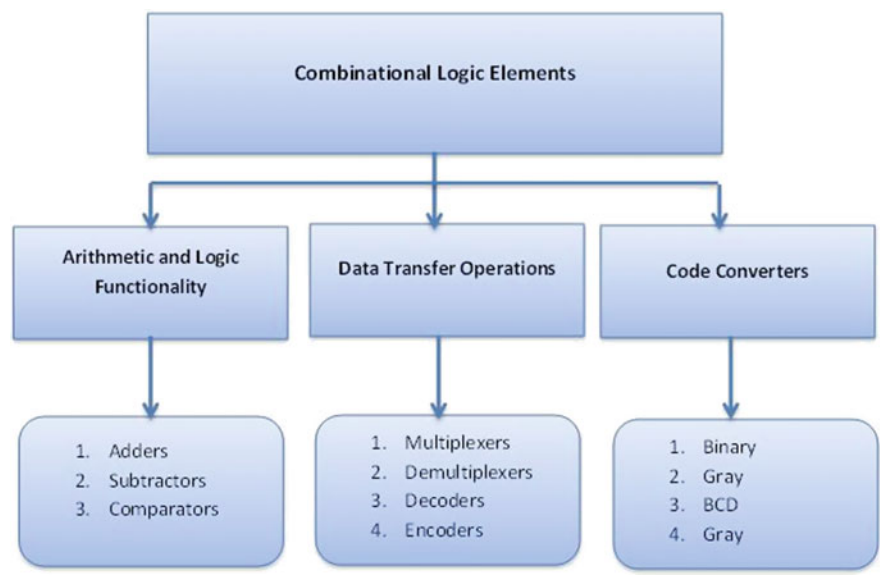 Combinational Logic Elements
Arithmetic and Logic
Functionality
Data Transfer Operations
Code Converters
1. Adders
2. Subtractors
3. Comparators
1. Multiplexers
2. Demultiplexers
3. Decoders
4. Encoders
1. Binary
2. Gray
3. BCD
4. Gray